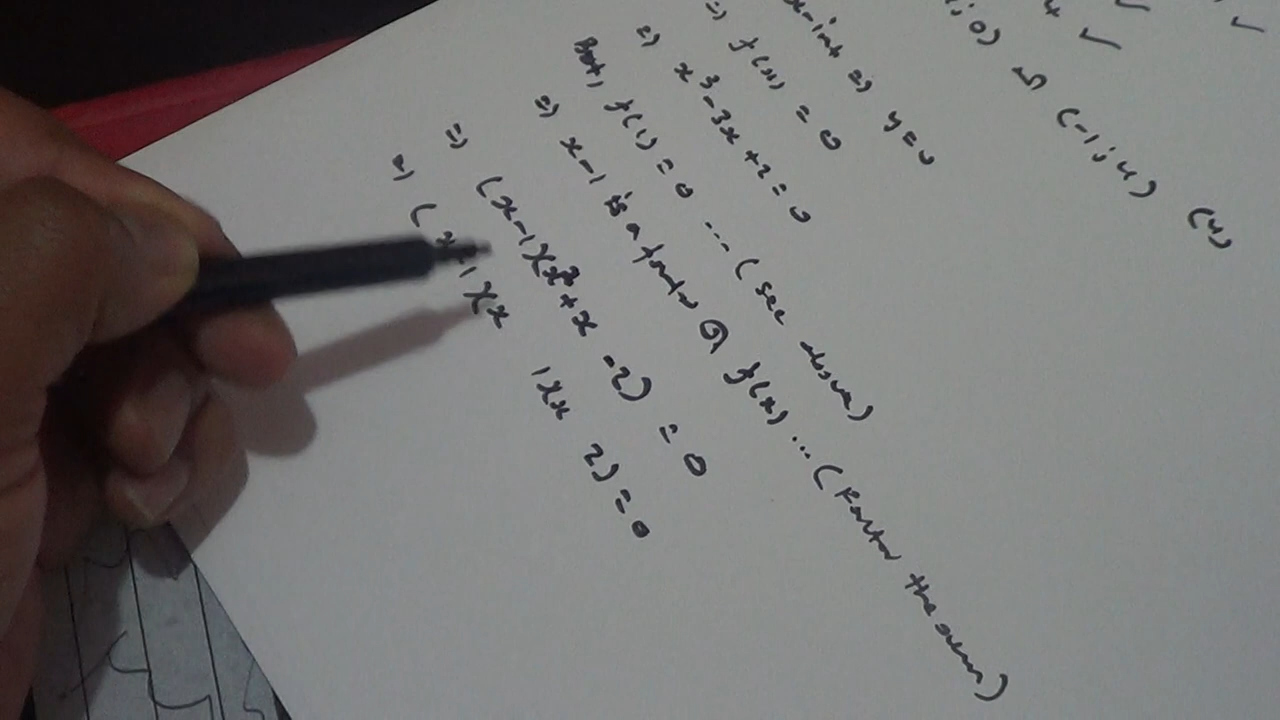 ; 0) (-1; 4) (4)
x-int => y=0
=> f(x) = 0
=> x³-3x+2=0
But, f(1)=0 ... (see above)
=> x-1 is a factor of f(x) ... (Factor theorem)
=> (x-1)(x²+x-2) = 0
=> (x-1)(x 1)(x 2)=0